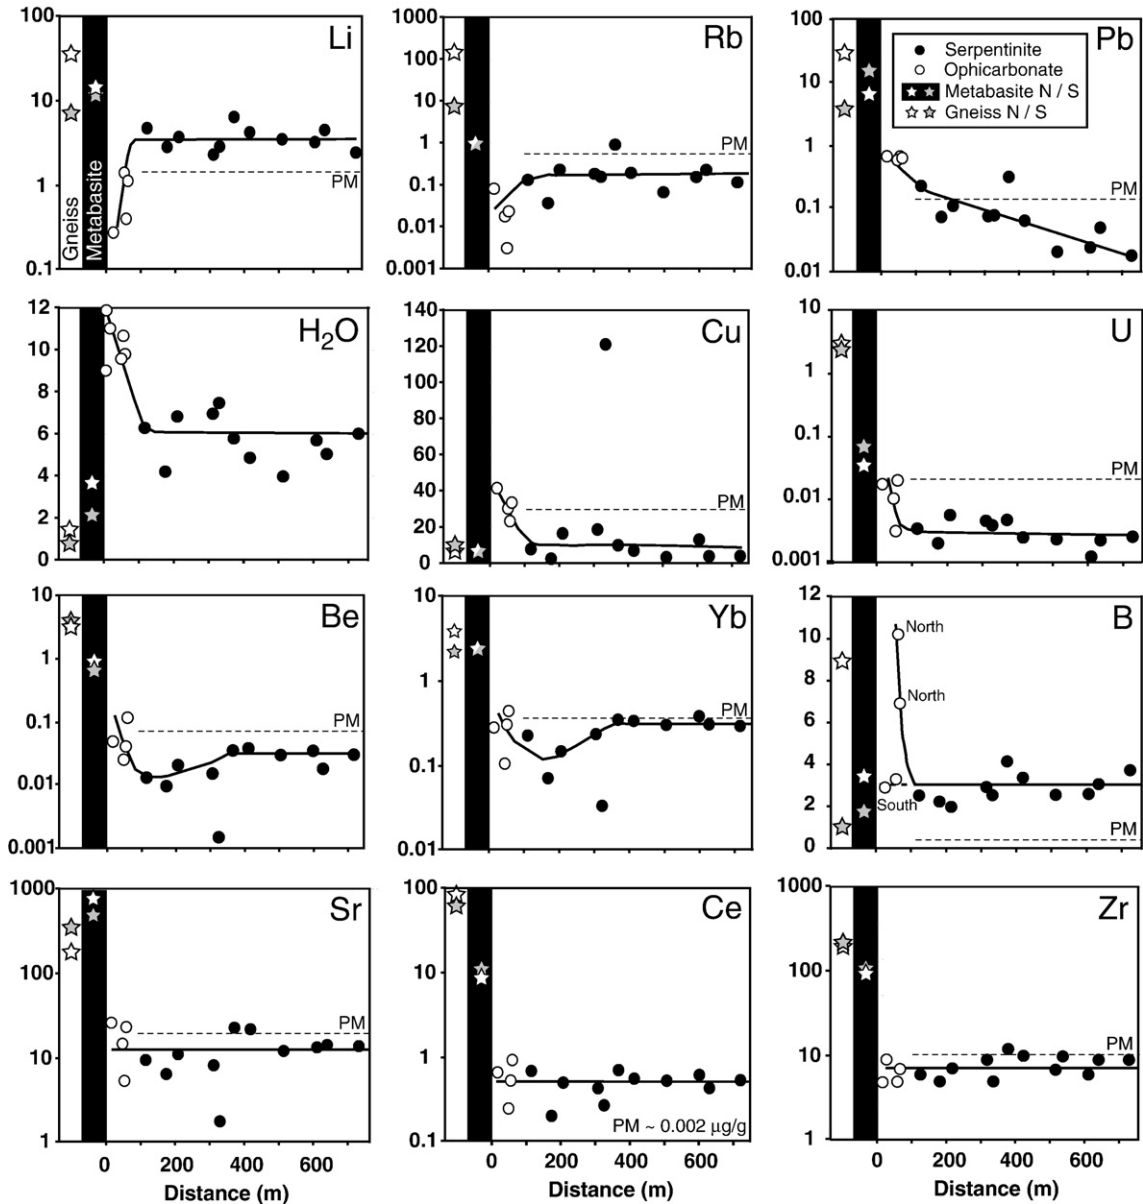 Li
100
10
1
0.1
Gneiss
Metabasite
PM
Rb
1000
100
10
1
0.1
0.01
0.001
PM
Pb
100
10
1
0.1
0.01
Serpentinite
Ophicarbonate
Metabasite N / S
Gneiss N / S
PM
H2O
12
10
8
6
4
2
0
Cu
140
120
100
80
60
40
20
0
PM
U
10
1
0.1
0.01
0.001
PM
Be
10
1
0.1
0.01
0.001
PM
Yb
10
1
0.1
0.01
PM
B
12
10
8
6
4
2
0
North
North
South
PM
Sr
1000
100
10
1
PM
0 200 400 600
Distance (m)
Ce
100
10
1
0.1
PM ~ 0.002 μg/g
0 200 400 600
Distance (m)
Zr
1000
100
10
1
PM
0 200 400 600
Distance (m)